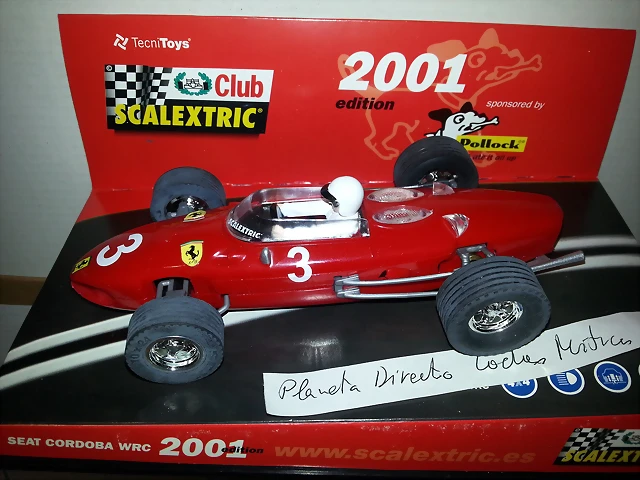 TecniToys
Club
SCALEXTRIC
2001
edition
sponsored by
Pollock
3
SCALEXTRIC
3
Planeta Directo Coches Míticos
4x4
SEAT CORDOBA WRC 2001 edition www.scalextric.es
SCALEXTRIC